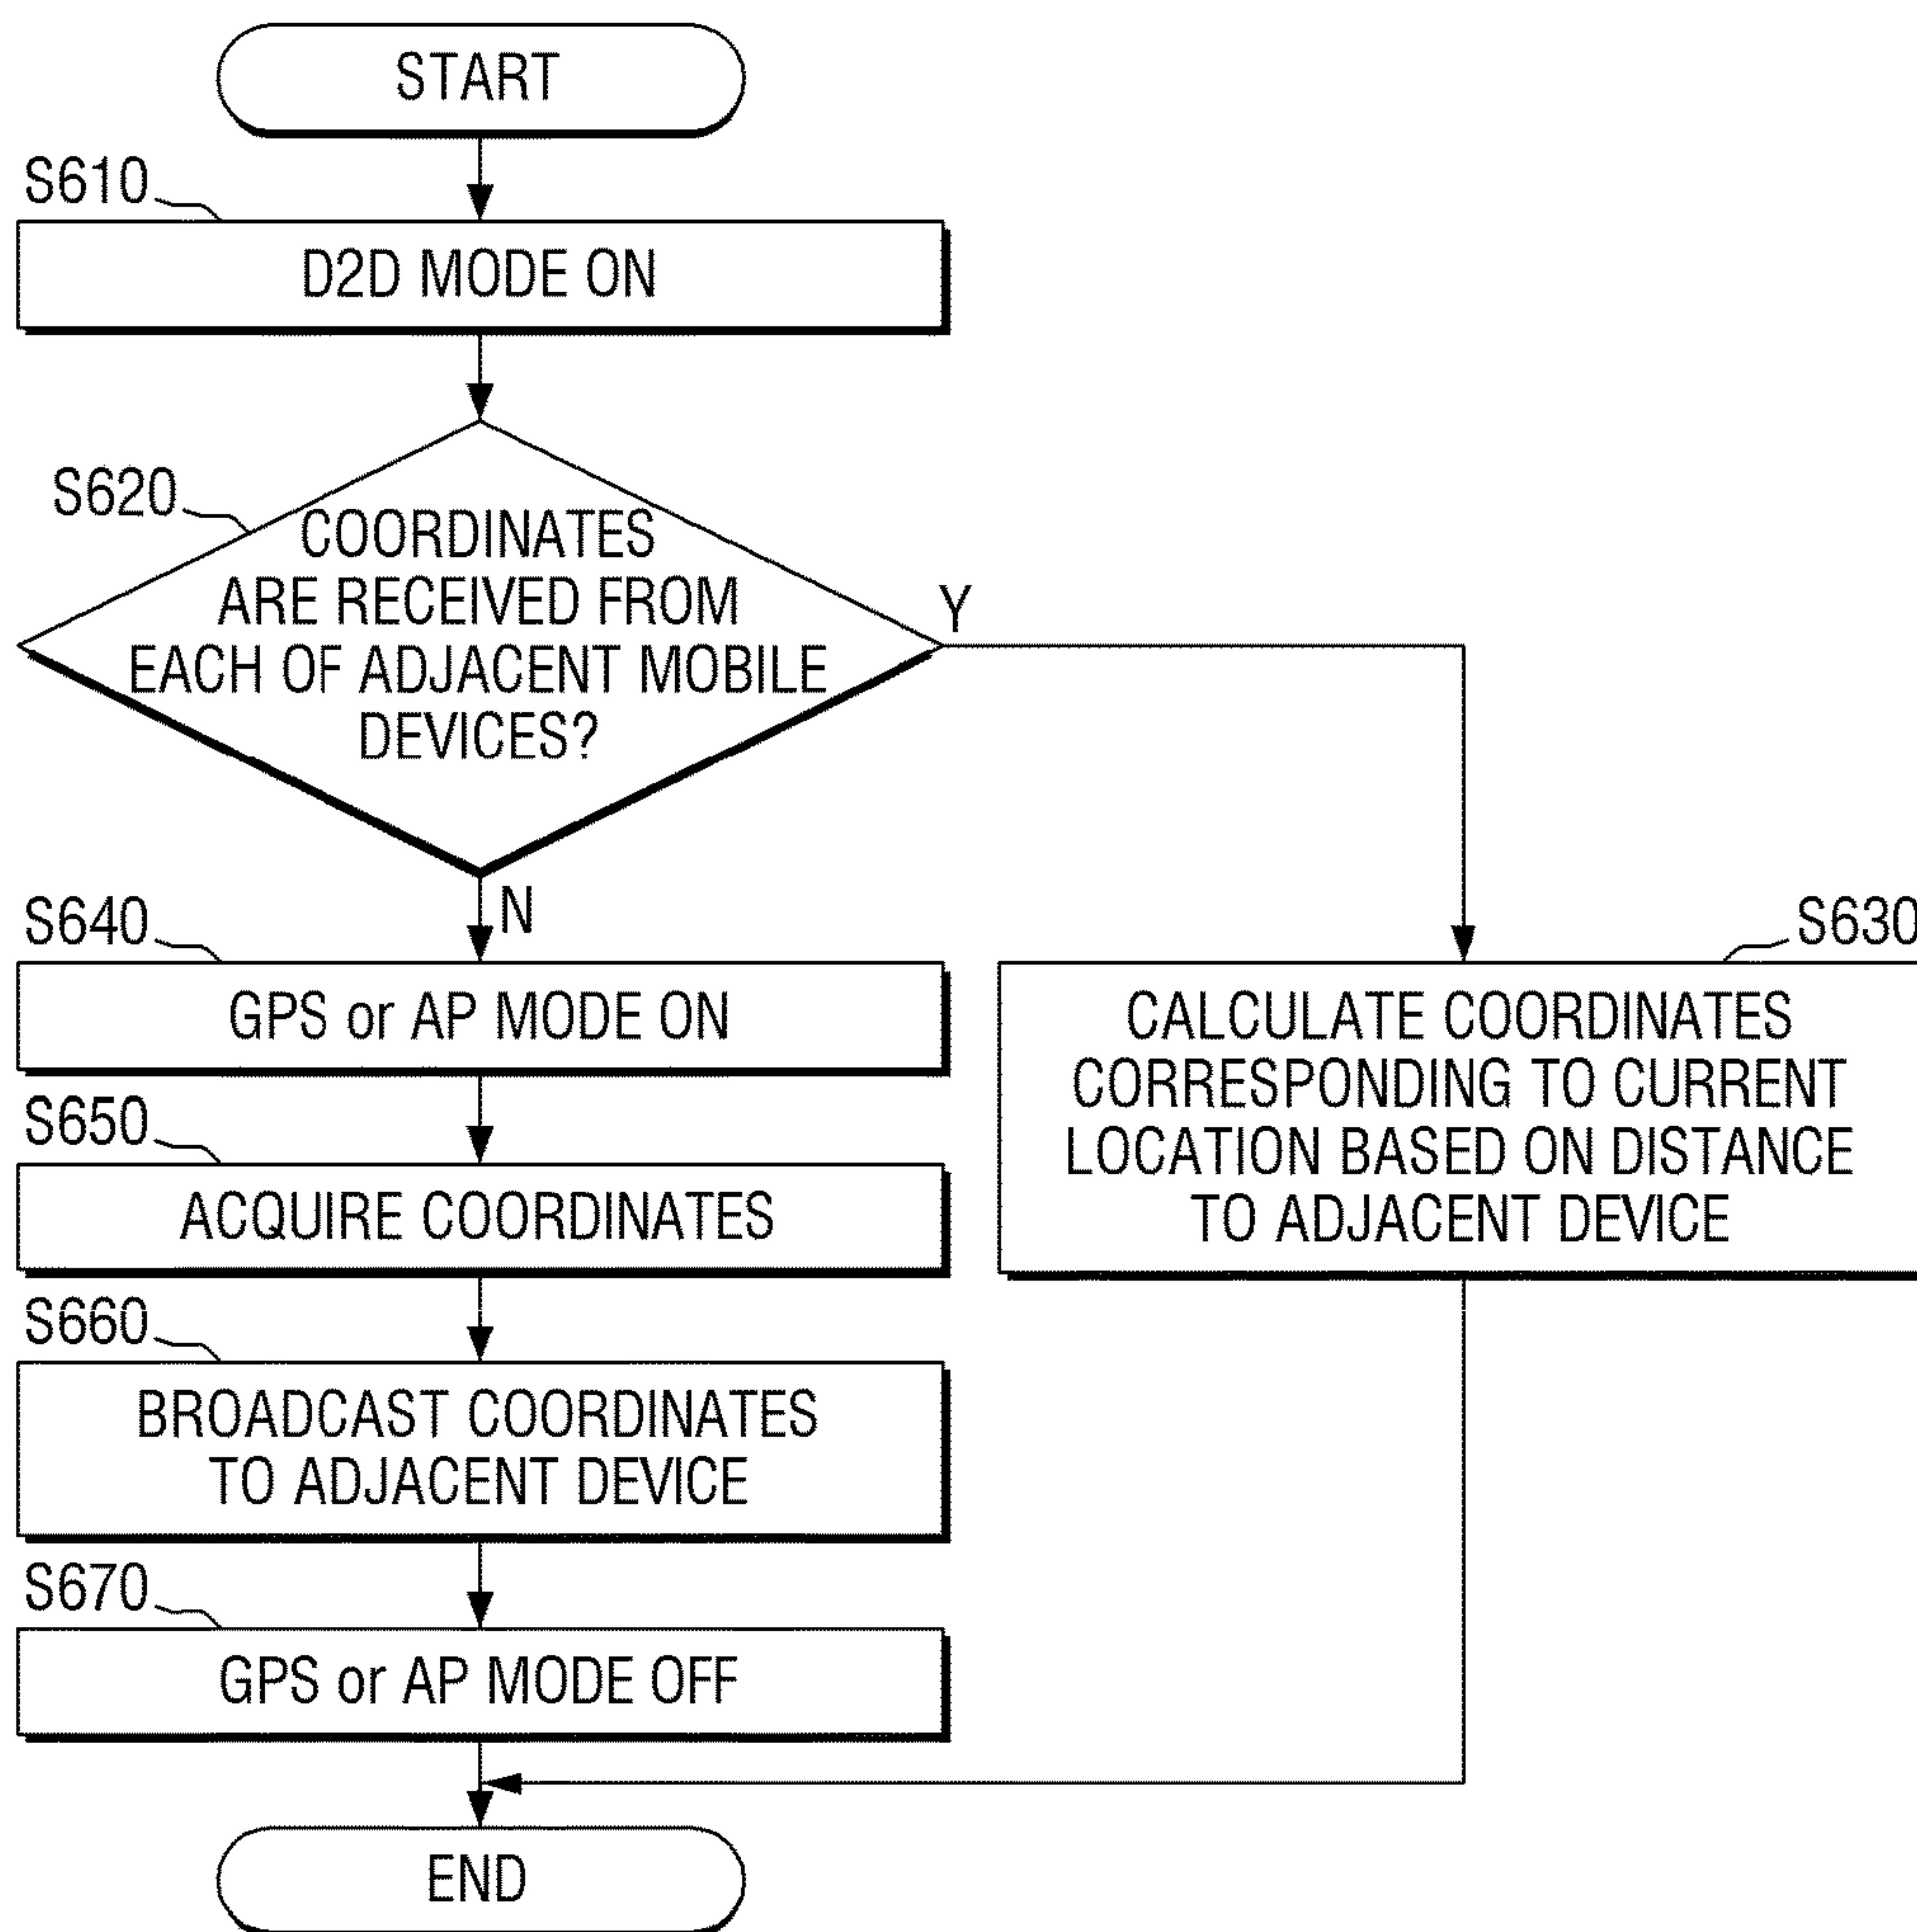 START
S610
D2D MODE ON
S620
COORDINATES
ARE RECEIVED FROM
EACH OF ADJACENT MOBILE
DEVICES?
Y
N
S640
GPS or AP MODE ON
S630
CALCULATE COORDINATES
CORRESPONDING TO CURRENT
LOCATION BASED ON DISTANCE
TO ADJACENT DEVICE
S650
ACQUIRE COORDINATES
S660
BROADCAST COORDINATES
TO ADJACENT DEVICE
S670
GPS or AP MODE OFF
END